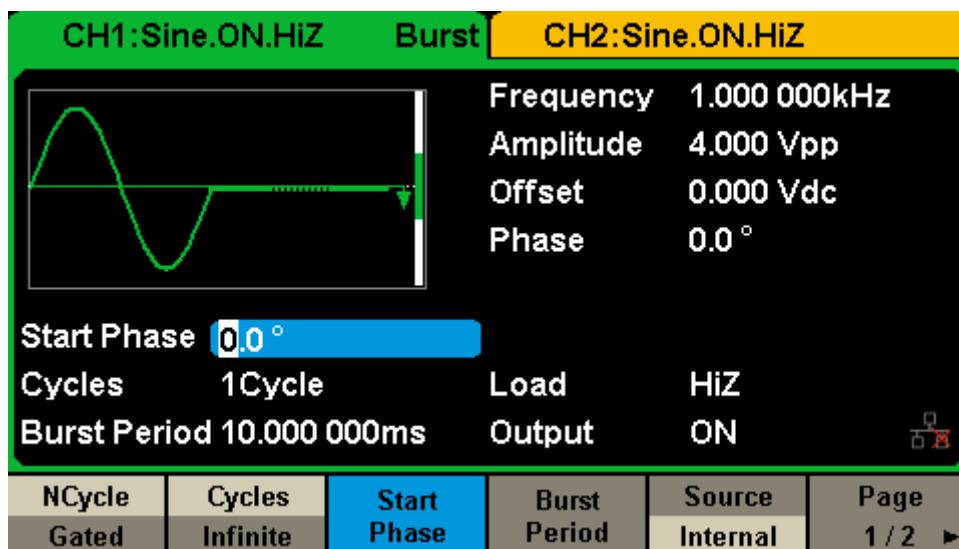 CH1:Sine.ON.HiZ Burst CH2:Sine.ON.HiZ
Frequency 1.000 000kHz
Amplitude 4.000 Vpp
Offset 0.000 Vdc
Phase 0.0 °
Start Phase 0.0 °
Cycles 1Cycle Load HiZ
Burst Period 10.000 000ms Output ON
NCycle Cycles Start Burst Source Page
Gated Infinite Phase Period Internal 1 / 2 ►